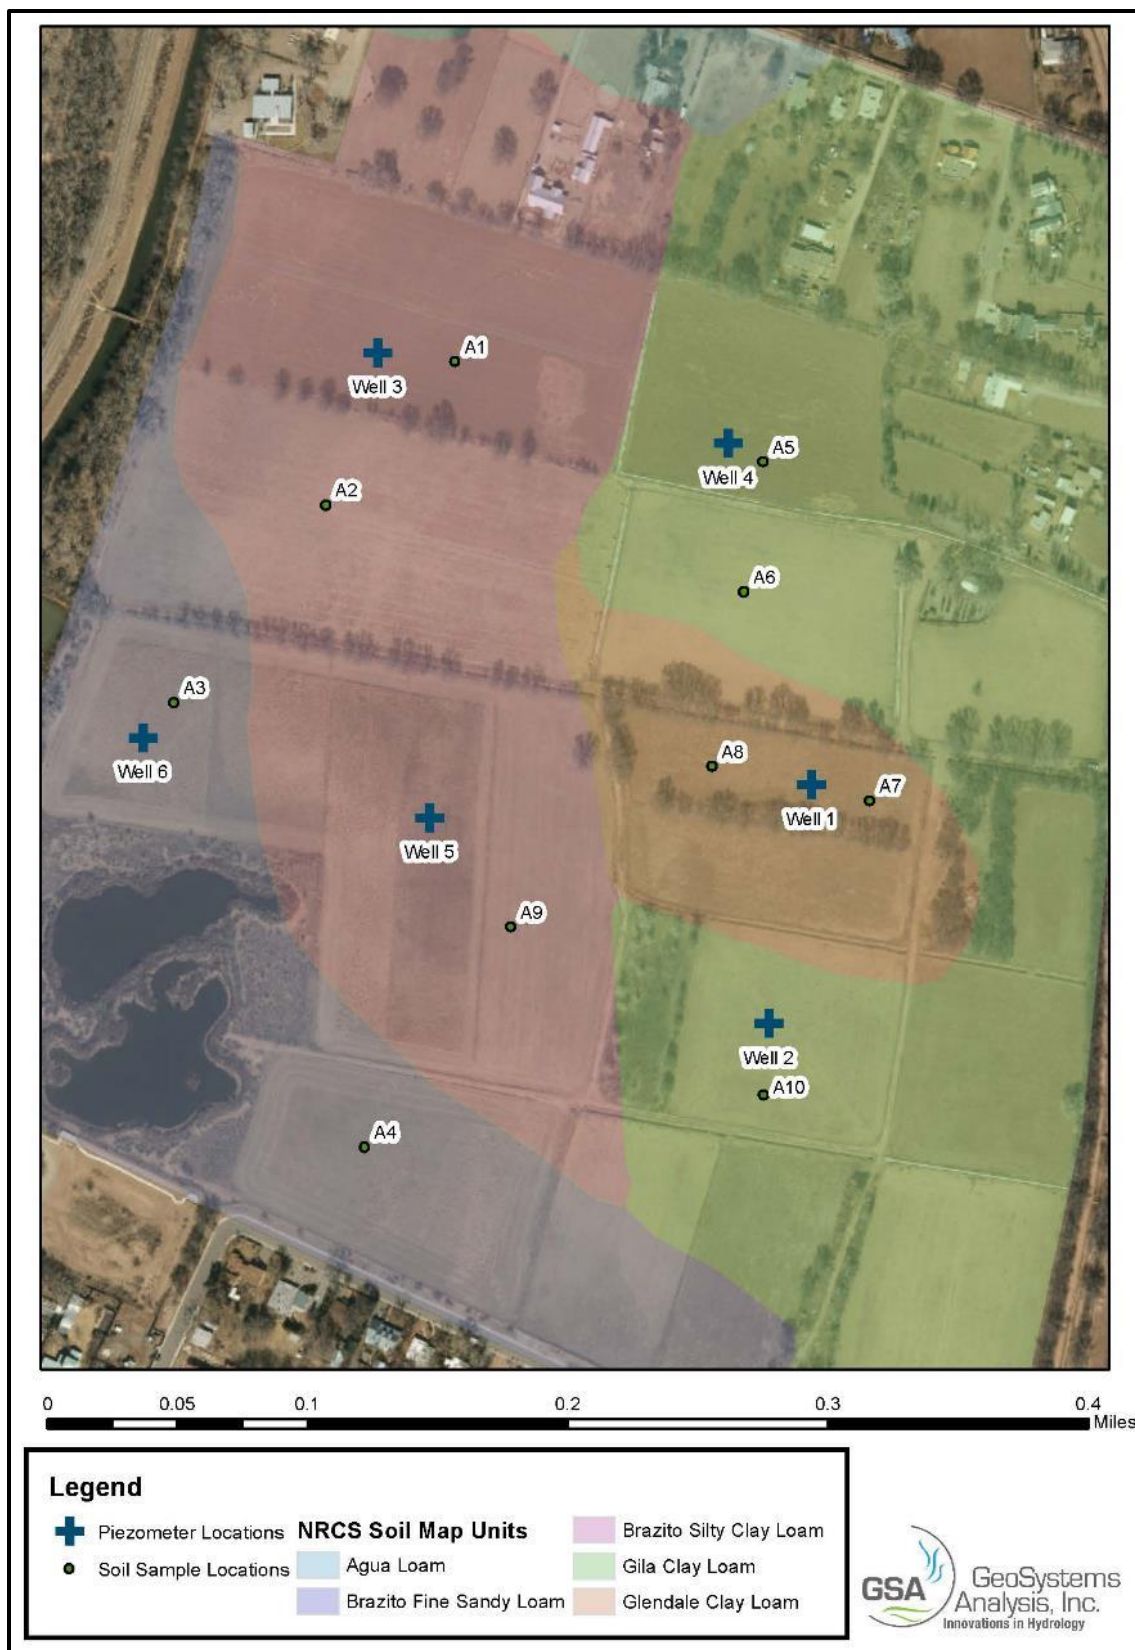 A1
Well 3
A5
Well 4
A2
A6
A3
Well 6
A8
A7
Well 1
Well 5
A9
Well 2
A10
A4
0 0.05 0.1 0.2 0.3 0.4
Miles
Legend
Piezometer Locations
Soil Sample Locations
NRCS Soil Map Units
Agua Loam
Brazito Fine Sandy Loam
Brazito Silty Clay Loam
Gila Clay Loam
Glendale Clay Loam
GSA
GeoSystems
Analysis, Inc.
Innovations in Hydrology